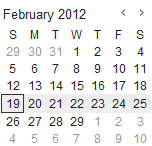 February 2012 < >
S M T W T F S
29 30 31 1 2 3 4
5 6 7 8 9 10 11
12 13 14 15 16 17 18
19 20 21 22 23 24 25
26 27 28 29 1 2 3
4 5 6 7 8 9 10